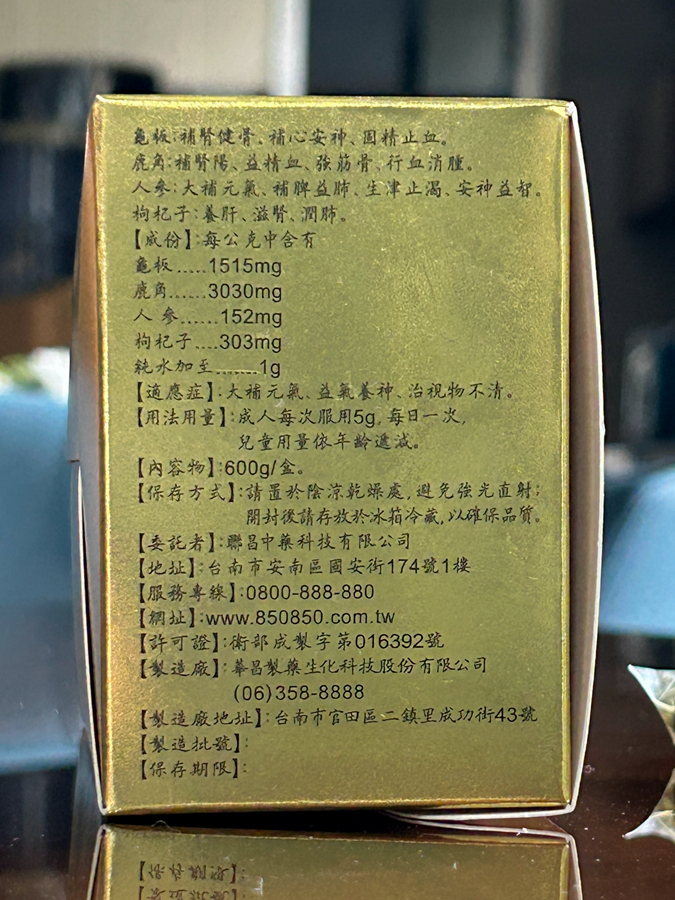 龜板:補腎健骨、補心安神、固精止血。
鹿角:補腎陽、益精血、強筋骨、行血消腫。
人參:大補元氣、補脾益肺、生津止渴、安神益智。
枸杞子:養肝、滋腎、潤肺。
【成份】:每公克中含有
龜板.....1515mg
鹿角......3030mg
人參......152mg
枸杞子....303mg
純水加至.......1g
【適應症】:大補元氣、益氣養神、治視物不清。
【用法用量】:成人每次服用5g,每日一次,
兒童用量依年齡遞減。
【內容物】:600g/盒。
【保存方式】:請置於陰涼乾燥處,避免強光直射;
開封後請存放於冰箱冷藏,以確保品質。
【委託者】:聯昌中藥科技有限公司
【地址】:台南市安南區國安街174號1樓
【服務專線】:0800-888-880
【網址】:www.850850.com.tw
【許可證】:衛部成製字第016392號
【製造廠】:華昌製藥生化科技股份有限公司
(06)358-8888
【製造廠地址】:台南市官田區二鎮里成功街43號
【製造批號】:
【保存期限】: